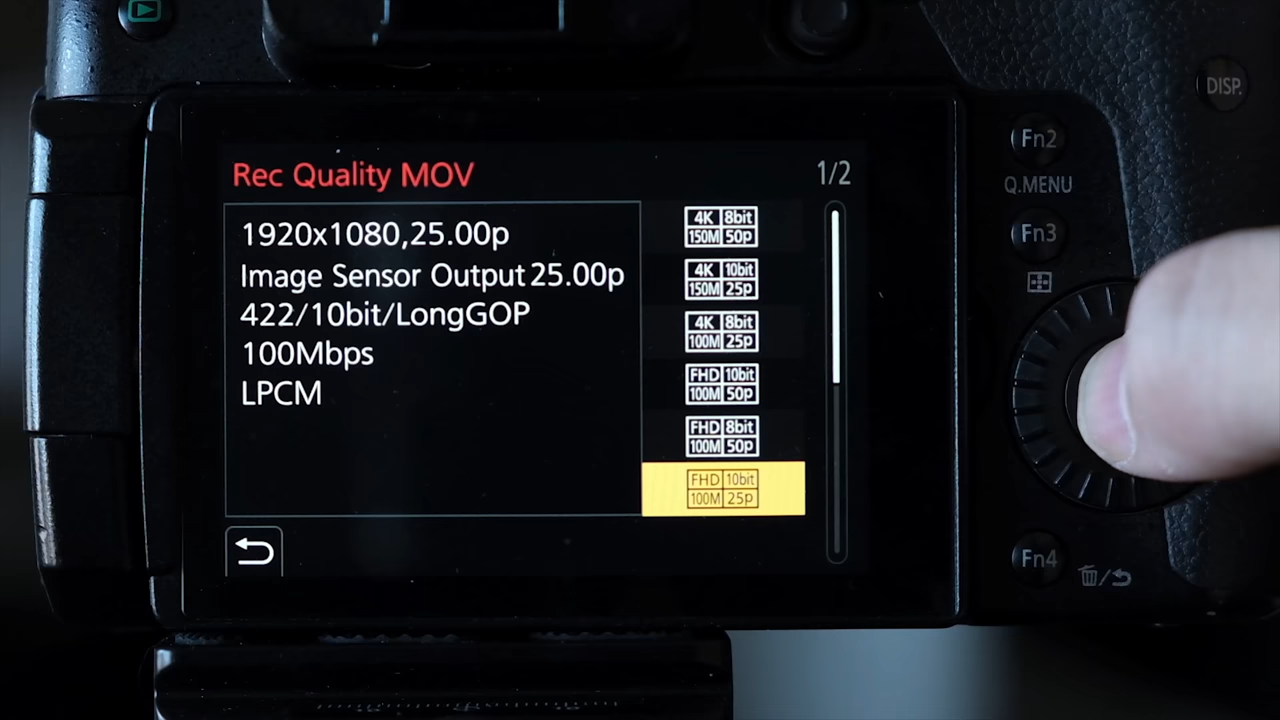 DISP.
Fn2
Q.MENU
Fn3
Fn4
Rec Quality MOV
1/2
1920x1080,25.00p
Image Sensor Output 25.00p
422/10bit/LongGOP
100Mbps
LPCM
4K 8bit
150M 50p
4K 10bit
150M 25p
4K 8bit
100M 25p
FHD 10bit
100M 50p
FHD 8bit
100M 50p
FHD 10bit
100M 25p